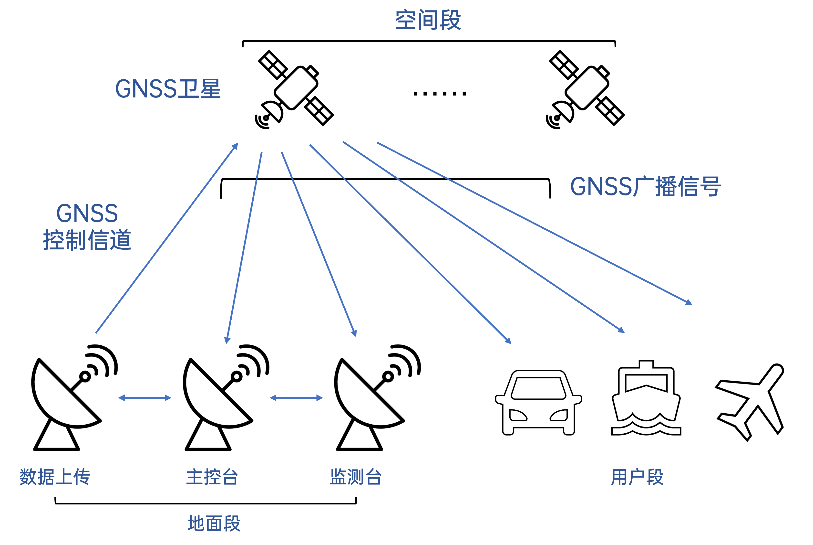 空间段
GNSS卫星
······
GNSS广播信号
GNSS
控制信道
数据上传
主控台
监测台
用户段
地面段